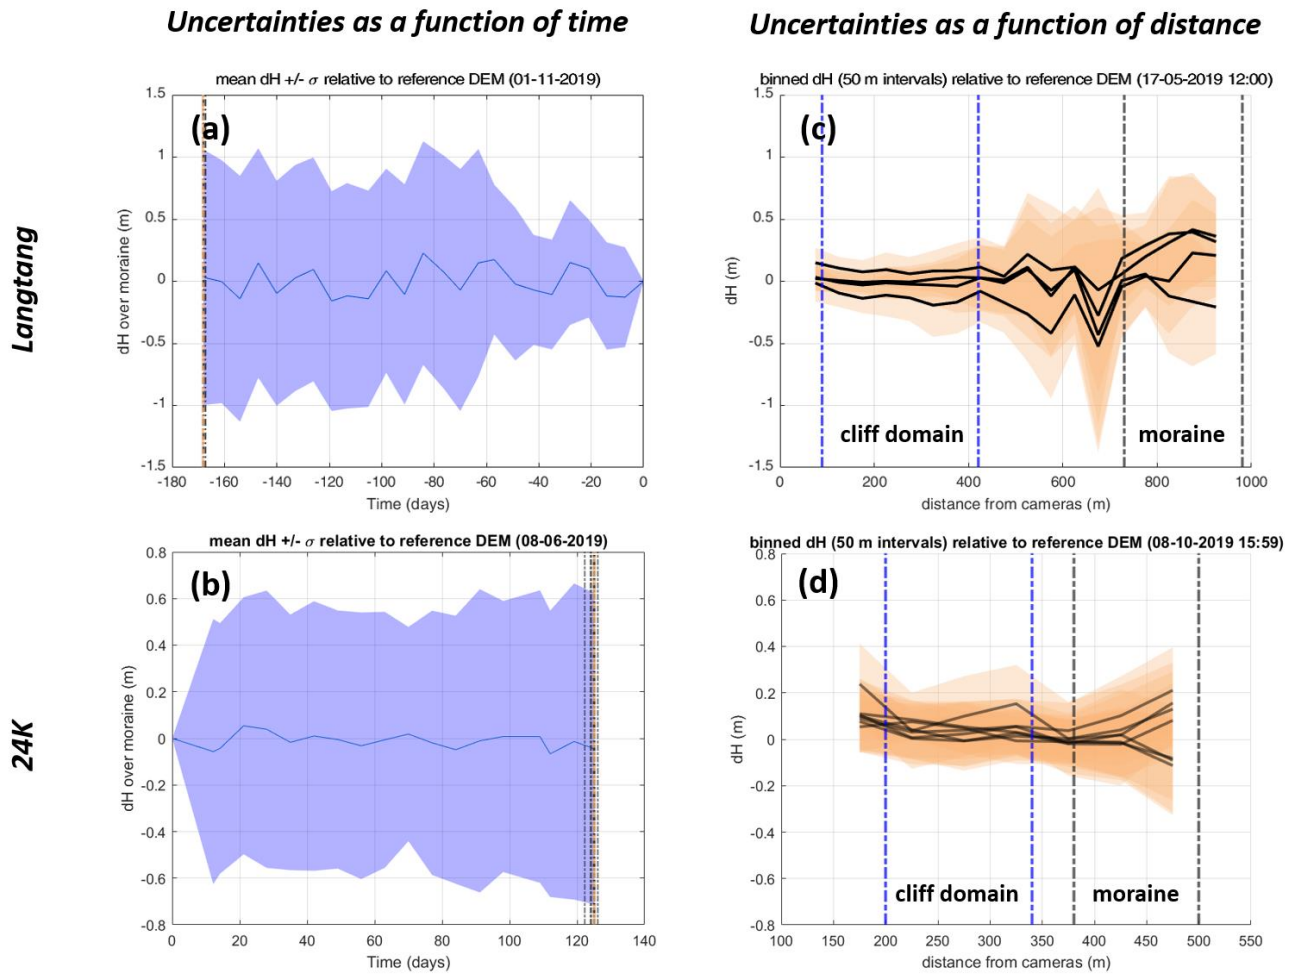 Uncertainties as a function of time
Uncertainties as a function of distance
Langtang
mean dH +/- σ relative to reference DEM (01-11-2019)
(a)
dH over moraine (m)
1.5
1
0.5
0
-0.5
-1
-1.5
-180 -160 -140 -120 -100 -80 -60 -40 -20 0
Time (days)
binned dH (50 m intervals) relative to reference DEM (17-05-2019 12:00)
(c)
dH (m)
1.5
1
0.5
0
-0.5
-1
-1.5
cliff domain
moraine
0 200 400 600 800 1000
distance from cameras (m)
24K
mean dH +/- σ relative to reference DEM (08-06-2019)
(b)
dH over moraine (m)
0.8
0.6
0.4
0.2
0
-0.2
-0.4
-0.6
-0.8
0 20 40 60 80 100 120 140
Time (days)
binned dH (50 m intervals) relative to reference DEM (08-10-2019 15:59)
(d)
dH (m)
0.8
0.6
0.4
0.2
0
-0.2
-0.4
-0.6
-0.8
cliff domain
moraine
100 150 200 250 300 350 400 450 500 550
distance from cameras (m)